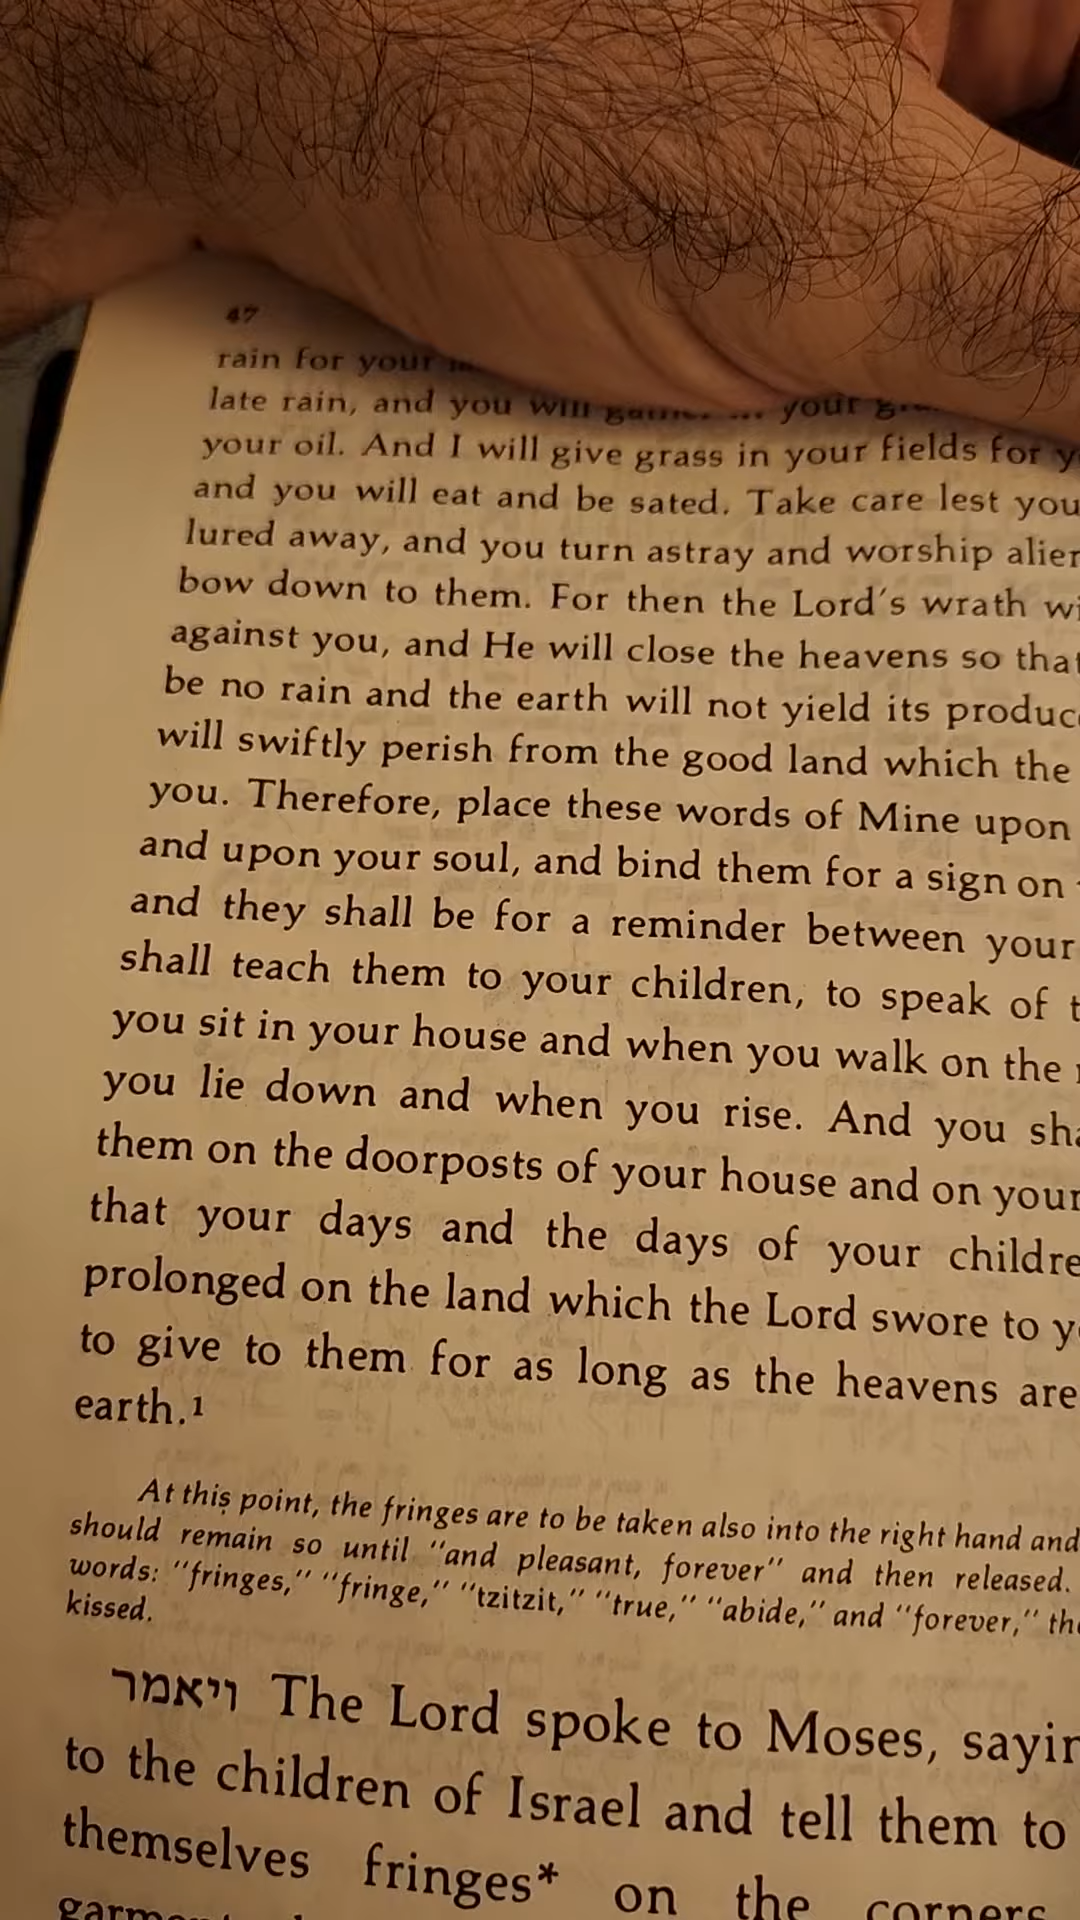 47
rain for your
late rain, and you will gather in your
your oil. And I will give grass in your fields for
and you will eat and be sated. Take care lest you
lured away, and you turn astray and worship alien
bow down to them. For then the Lord's wrath
against you, and He will close the heavens so that
be no rain and the earth will not yield its produce
will swiftly perish from the good land which the
you. Therefore, place these words of Mine upon
and upon your soul, and bind them for a sign on
and they shall be for a reminder between your
shall teach them to your children, to speak of
you sit in your house and when you walk on the
you lie down and when you rise. And you
them on the doorposts of your house and on your
that your days and the days of your
prolonged on the land which the Lord swore to
to give to them for as long as the heavens are
earth.¹
At this point, the fringes are to be taken also into the right hand and
should remain so until "and pleasant, forever" and then released.
words: "fringes," "fringe," "tzitzit," "true," "abide," and "forever,"
kissed.
ויאמר The Lord spoke to Moses,
to the children of Israel and tell them to
themselves fringes* on the corners